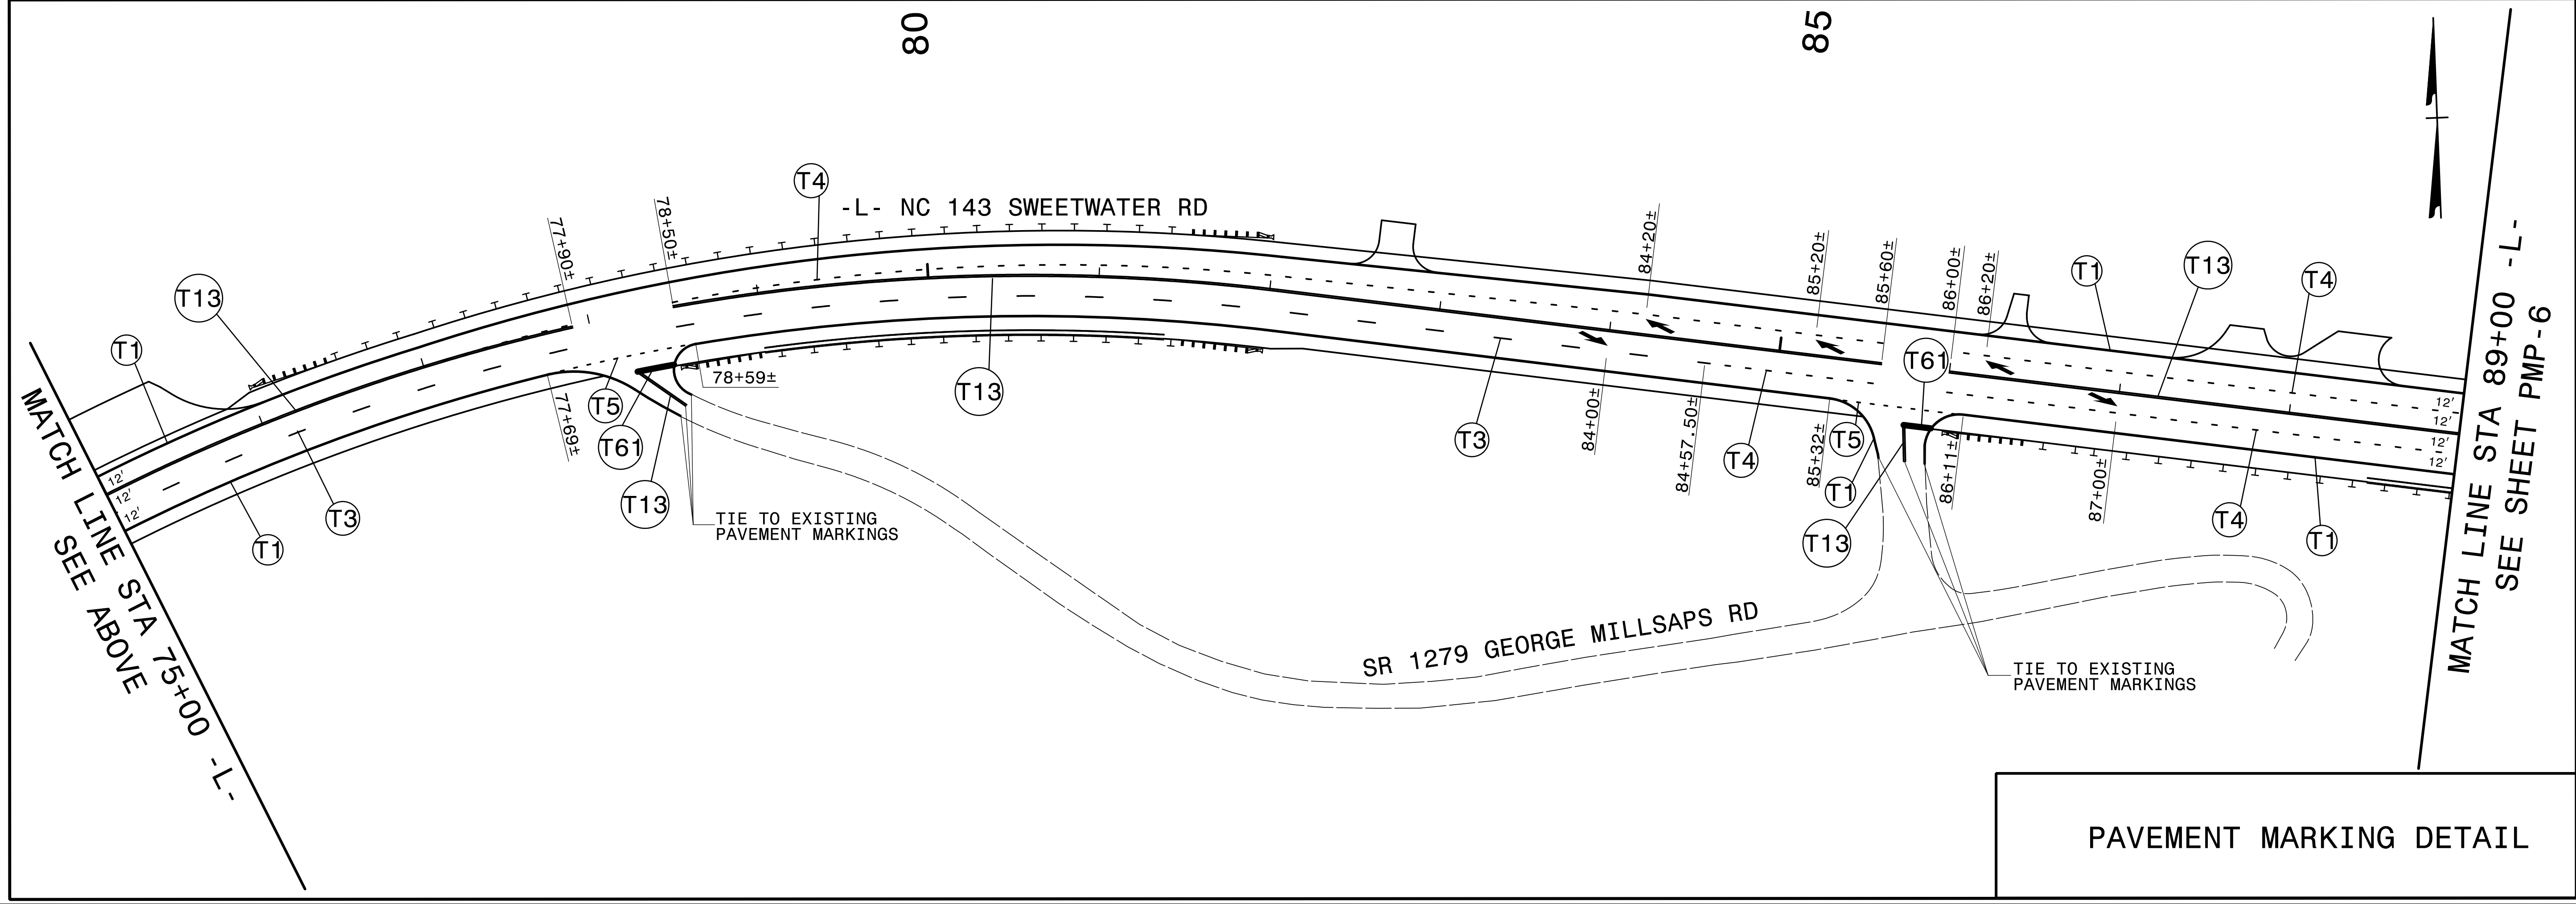 80
85
T4
-L- NC 143 SWEETWATER RD
77+90±
78+50±
84+20±
85+20±
85+60±
86+00±
86+20±
T1
T13
T4
T13
T1
T61
78+59±
T5
T61
77+69±
T13
T13
T3
84+00±
84+57.50±
T4
85+32±
T5
T1
T13
86+11±
87+00±
T4
T1
12'
12'
12'
12'
12'
12'
12'
T1
T3
TIE TO EXISTING
PAVEMENT MARKINGS
SR 1279 GEORGE MILLSAPS RD
TIE TO EXISTING
PAVEMENT MARKINGS
MATCH LINE STA 75+00 -L-
SEE ABOVE
MATCH LINE STA 89+00 -L-
SEE SHEET PMP-6
PAVEMENT MARKING DETAIL